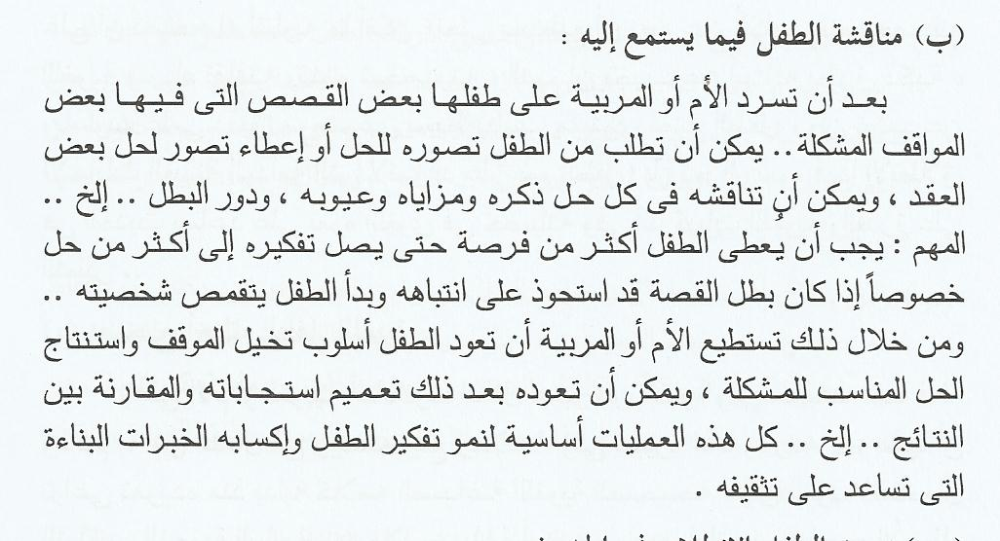 (ب) مناقشة الطفل فيما يستمع إليه :
بعد أن تسرد الأم أو المربية على طفلها بعض القصص التى فيها بعض
المواقف المشكلة .. يمكن أن تطلب من الطفل تصوره للحل أو إعطاء تصور لحل بعض
العقد ، ويمكن أن تناقشه فى كل حل ذكره ومزاياه وعيوبه ، ودور البطل .. إلخ ..
المهم : يجب أن يعطى الطفل أكثر من فرصة حتى يصل تفكيره إلى أكثر من حل
خصوصاً إذا كان بطل القصة قد استحوذ على انتباهه وبدأ الطفل يتقمص شخصيته ..
ومن خلال ذلك تستطيع الأم أو المربية أن تعود الطفل أسلوب تخيل الموقف واستنتاج
الحل المناسب للمشكلة ، ويمكن أن تعوده بعد ذلك تعميم استجاباته والمقارنة بين
النتائج .. إلخ .. كل هذه العمليات أساسية لنمو تفكير الطفل وإكسابه الخبرات البناءة
التى تساعد على تثقيفه .